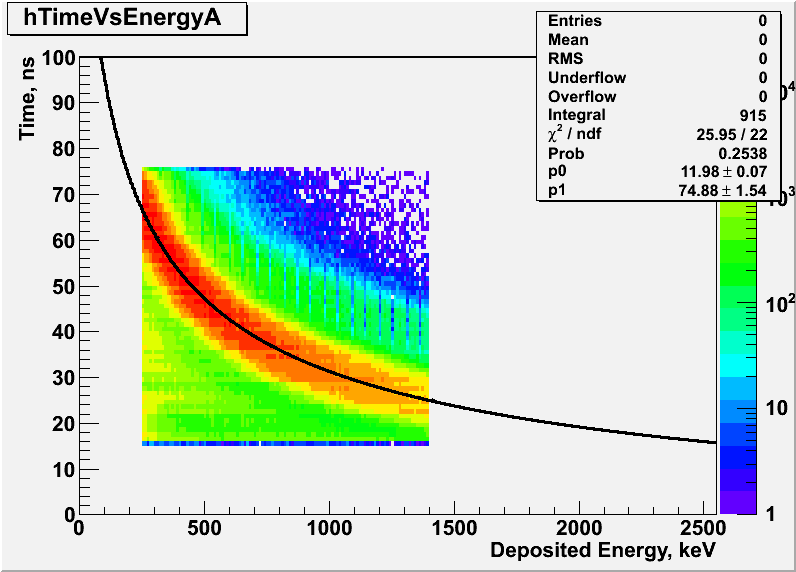 hTimeVsEnergyA
Entries 0
Mean 0
RMS 0
Underflow 0
Overflow 0
Integral 915
χ² / ndf 25.95 / 22
Prob 0.2538
p0 11.98 ± 0.07
p1 74.88 ± 1.54
Time, ns
100
90
80
70
60
50
40
30
20
10
0
0 500 1000 1500 2000 2500
Deposited Energy, keV
10⁴
10³
10²
10
1